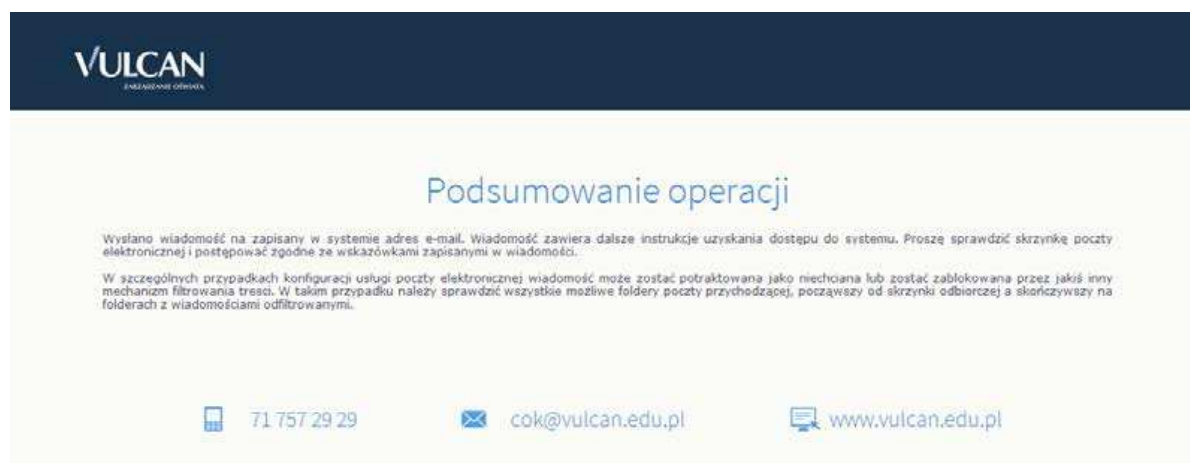 VULCAN
ZARZĄDZANIE OŚWIATĄ
Podsumowanie operacji
Wysłano wiadomość na zapisany w systemie adres e-mail. Wiadomość zawiera dalsze instrukcje uzyskania dostępu do systemu. Proszę sprawdzić skrzynkę poczty
elektronicznej i postępować zgodne ze wskazówkami zapisanymi w wiadomości.
W szczególnych przypadkach konfiguracji usługi poczty elektronicznej wiadomość może zostać potraktowana jako niechciana lub zostać zablokowana przez jakiś inny
mechanizm filtrowania tresci. W takim przypadku należy sprawdzić wszystkie możliwe foldery poczty przychodzącej, począwszy od skrzynki odbiorczej a skończywszy na
folderach z wiadomościami odfiltrowanymi.
71 757 29 29
cok@vulcan.edu.pl
www.vulcan.edu.pl